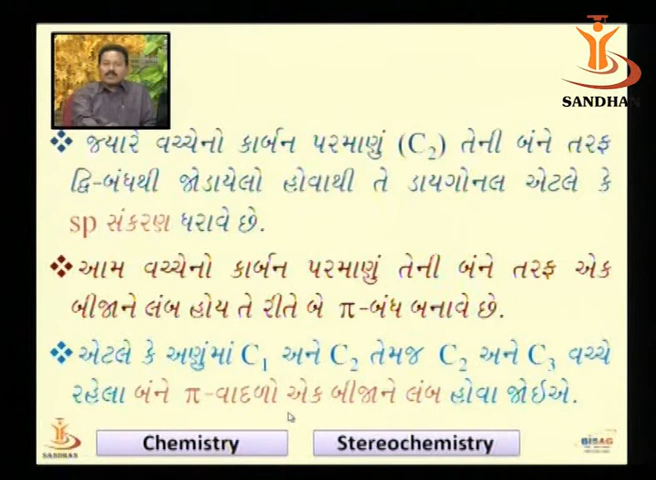 SANDHAN
જ્યારે વચ્ચેનો કાર્બન પરમાણું (C₂) તેની બંને તરફ
દ્વિ-બંધથી જોડાયેલો હોવાથી તે ડાયગોનલ એટલે કે
sp સંકરણ ધરાવે છે.
આમ વચ્ચેનો કાર્બન પરમાણું તેની બંને તરફ એક
બીજાને લંબ હોય તે રીતે બે π-બંધ બનાવે છે.
એટલે કે અણુંમાં C₁ અને C₂ તેમજ C₂ અને C₃ વચ્ચે
રહેલા બંને π-વાદળો એક બીજાને લંબ હોવા જોઇએ.
SANDHAN
Chemistry
Stereochemistry
BISAG